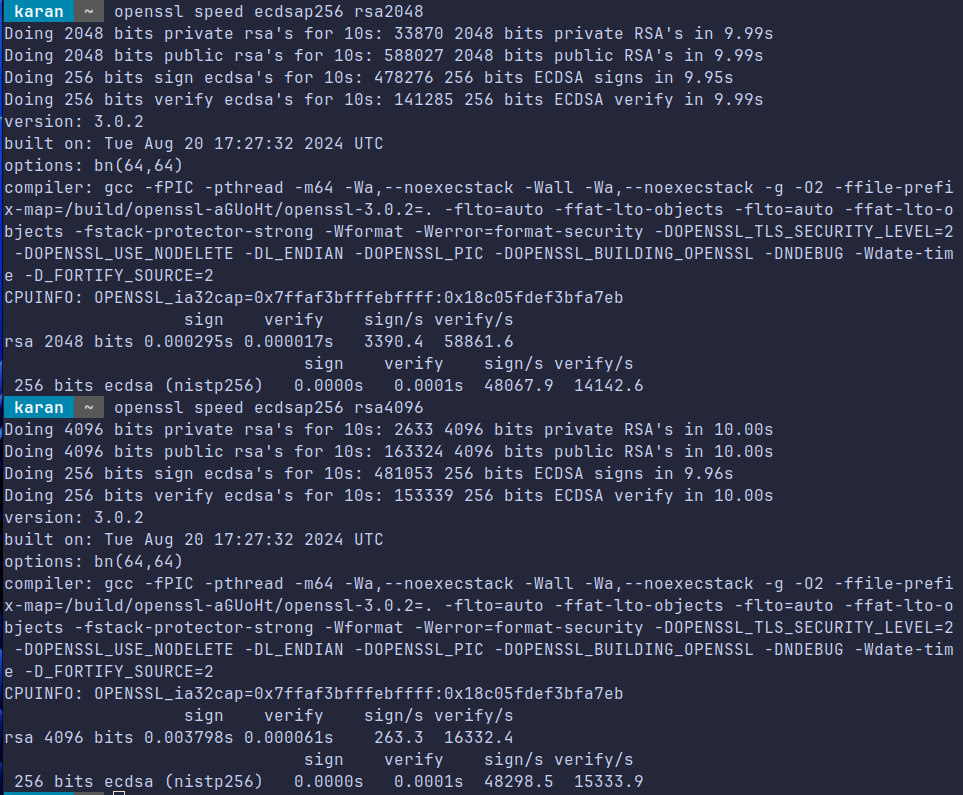 karan ~ openssl speed ecdsap256 rsa2048
Doing 2048 bits private rsa's for 10s: 33870 2048 bits private RSA's in 9.99s
Doing 2048 bits public rsa's for 10s: 588027 2048 bits public RSA's in 9.99s
Doing 256 bits sign ecdsa's for 10s: 478276 256 bits ECDSA signs in 9.95s
Doing 256 bits verify ecdsa's for 10s: 141285 256 bits ECDSA verify in 9.99s
version: 3.0.2
built on: Tue Aug 20 17:27:32 2024 UTC
options: bn(64,64)
compiler: gcc -fPIC -pthread -m64 -Wa,--noexecstack -Wall -Wa,--noexecstack -g -O2 -ffile-prefi
x-map=/build/openssl-aGUoHt/openssl-3.0.2=. -flto=auto -ffat-lto-objects -flto=auto -ffat-lto-o
bjects -fstack-protector-strong -Wformat -Werror=format-security -DOPENSSL_TLS_SECURITY_LEVEL=2
 -DOPENSSL_USE_NODELETE -DL_ENDIAN -DOPENSSL_PIC -DOPENSSL_BUILDING_OPENSSL -DNDEBUG -Wdate-tim
e -D_FORTIFY_SOURCE=2
CPUINFO: OPENSSL_ia32cap=0x7ffaf3bfffebffff:0x18c05fdef3bfa7eb
                  sign    verify    sign/s verify/s
rsa 2048 bits 0.000295s 0.000017s   3390.4  58861.6
                              sign    verify    sign/s verify/s
 256 bits ecdsa (nistp256)   0.0000s   0.0001s  48067.9  14142.6
karan ~ openssl speed ecdsap256 rsa4096
Doing 4096 bits private rsa's for 10s: 2633 4096 bits private RSA's in 10.00s
Doing 4096 bits public rsa's for 10s: 163324 4096 bits public RSA's in 10.00s
Doing 256 bits sign ecdsa's for 10s: 481053 256 bits ECDSA signs in 9.96s
Doing 256 bits verify ecdsa's for 10s: 153339 256 bits ECDSA verify in 10.00s
version: 3.0.2
built on: Tue Aug 20 17:27:32 2024 UTC
options: bn(64,64)
compiler: gcc -fPIC -pthread -m64 -Wa,--noexecstack -Wall -Wa,--noexecstack -g -O2 -ffile-prefi
x-map=/build/openssl-aGUoHt/openssl-3.0.2=. -flto=auto -ffat-lto-objects -flto=auto -ffat-lto-o
bjects -fstack-protector-strong -Wformat -Werror=format-security -DOPENSSL_TLS_SECURITY_LEVEL=2
 -DOPENSSL_USE_NODELETE -DL_ENDIAN -DOPENSSL_PIC -DOPENSSL_BUILDING_OPENSSL -DNDEBUG -Wdate-tim
e -D_FORTIFY_SOURCE=2
CPUINFO: OPENSSL_ia32cap=0x7ffaf3bfffebffff:0x18c05fdef3bfa7eb
                  sign    verify    sign/s verify/s
rsa 4096 bits 0.003798s 0.000061s    263.3  16332.4
                              sign    verify    sign/s verify/s
 256 bits ecdsa (nistp256)   0.0000s   0.0001s  48298.5  15333.9